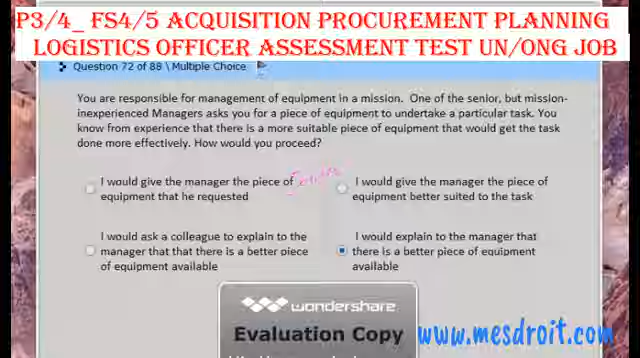 P3/4_ FS4/5 ACQUISITION PROCUREMENT PLANNING
LOGISTICS OFFICER ASSESSMENT TEST UN/ONG JOB
Question 72 of 88 \ Multiple Choice
You are responsible for management of equipment in a mission. One of the senior, but mission-
inexperienced Managers asks you for a piece of equipment to undertake a particular task. You
know from experience that there is a more suitable piece of equipment that would get the task
done more effectively. How would you proceed?
I would give the manager the piece of
equipment that he requested
I would give the manager the piece of
equipment better suited to the task
I would ask a colleague to explain to the
manager that that there is a better piece
of equipment available
I would explain to the manager that
there is a better piece of equipment
available
wondershare
Evaluation Copy
www.mesdroit.com